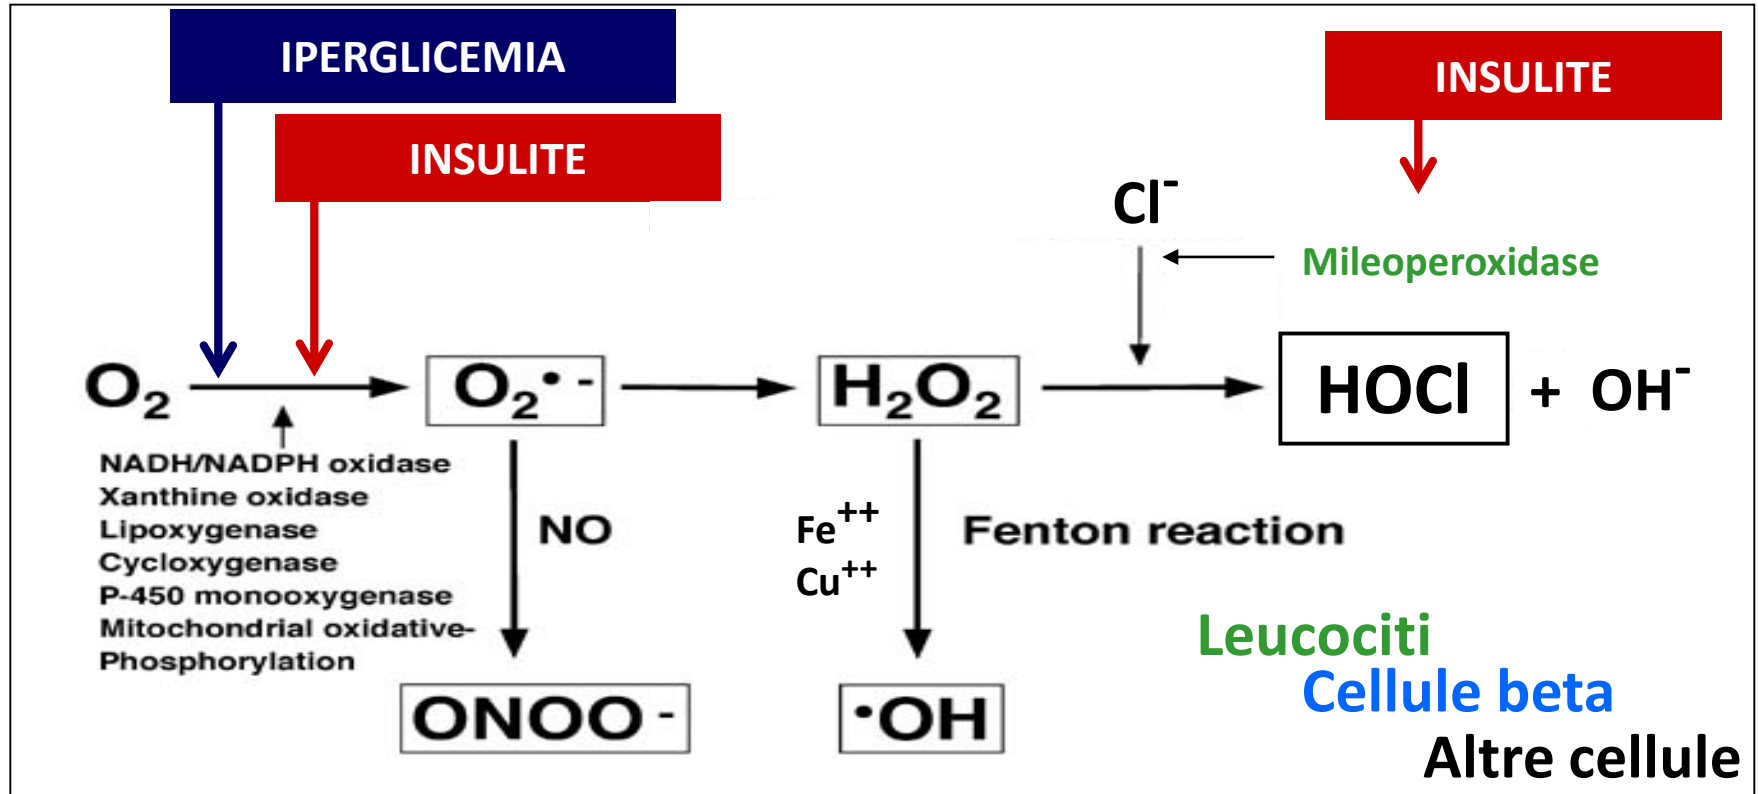 IPERGLICEMIA
INSULITE
INSULITE
Cl⁻
Mileoperoxidase
O₂
O₂•⁻
H₂O₂
HOCl + OH⁻
NADH/NADPH oxidase
Xanthine oxidase
Lipoxygenase
Cycloxygenase
P-450 monooxygenase
Mitochondrial oxidative-
Phosphorylation
NO
Fe⁺⁺
Cu⁺⁺
Fenton reaction
ONOO⁻
•OH
Leucociti
Cellule beta
Altre cellule